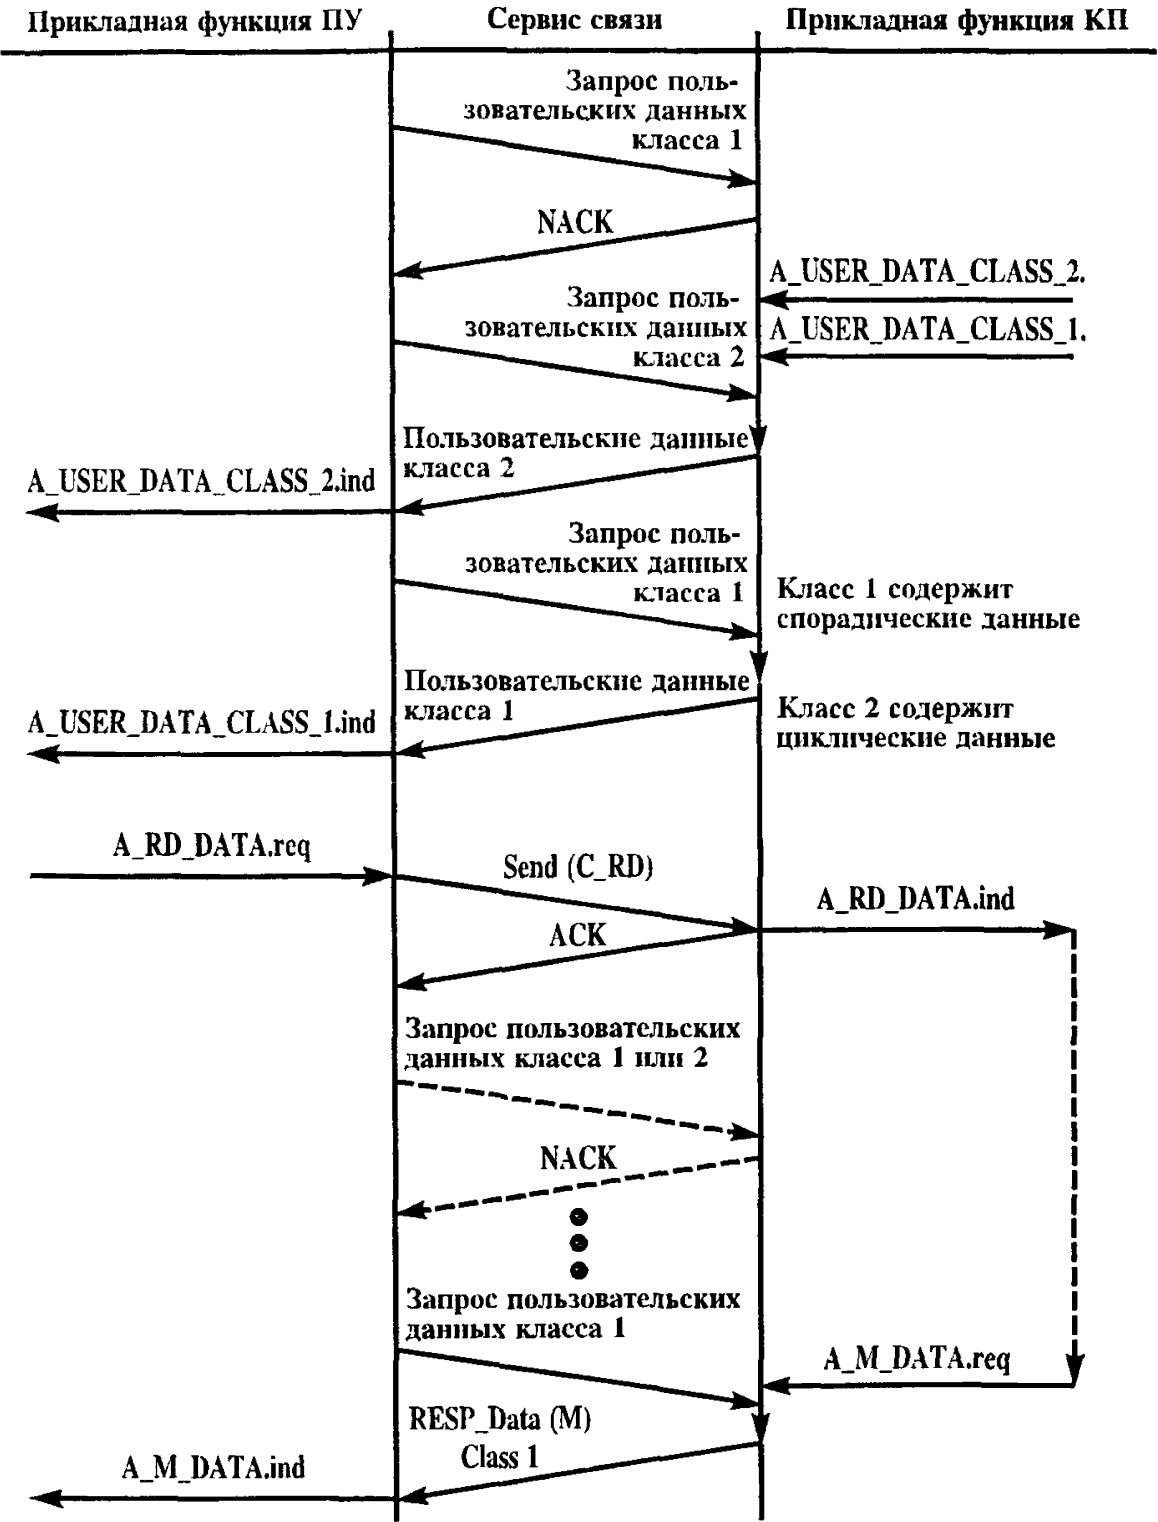 Прикладная функция ПУ
Сервис связи
Прикладная функция КП
Запрос поль-
зовательских данных
класса 1
NACK
A_USER_DATA_CLASS_2.
Запрос поль-
зовательских данных
класса 2
A_USER_DATA_CLASS_1.
Пользовательские данные
класса 2
A_USER_DATA_CLASS_2.ind
Запрос поль-
зовательских данных
класса 1
Класс 1 содержит
спорадические данные
Пользовательские данные
класса 1
A_USER_DATA_CLASS_1.ind
Класс 2 содержит
циклические данные
A_RD_DATA.req
Send (C_RD)
A_RD_DATA.ind
ACK
Запрос пользовательских
данных класса 1 или 2
NACK
Запрос пользовательских
данных класса 1
A_M_DATA.req
RESP_Data (M)
Class 1
A_M_DATA.ind